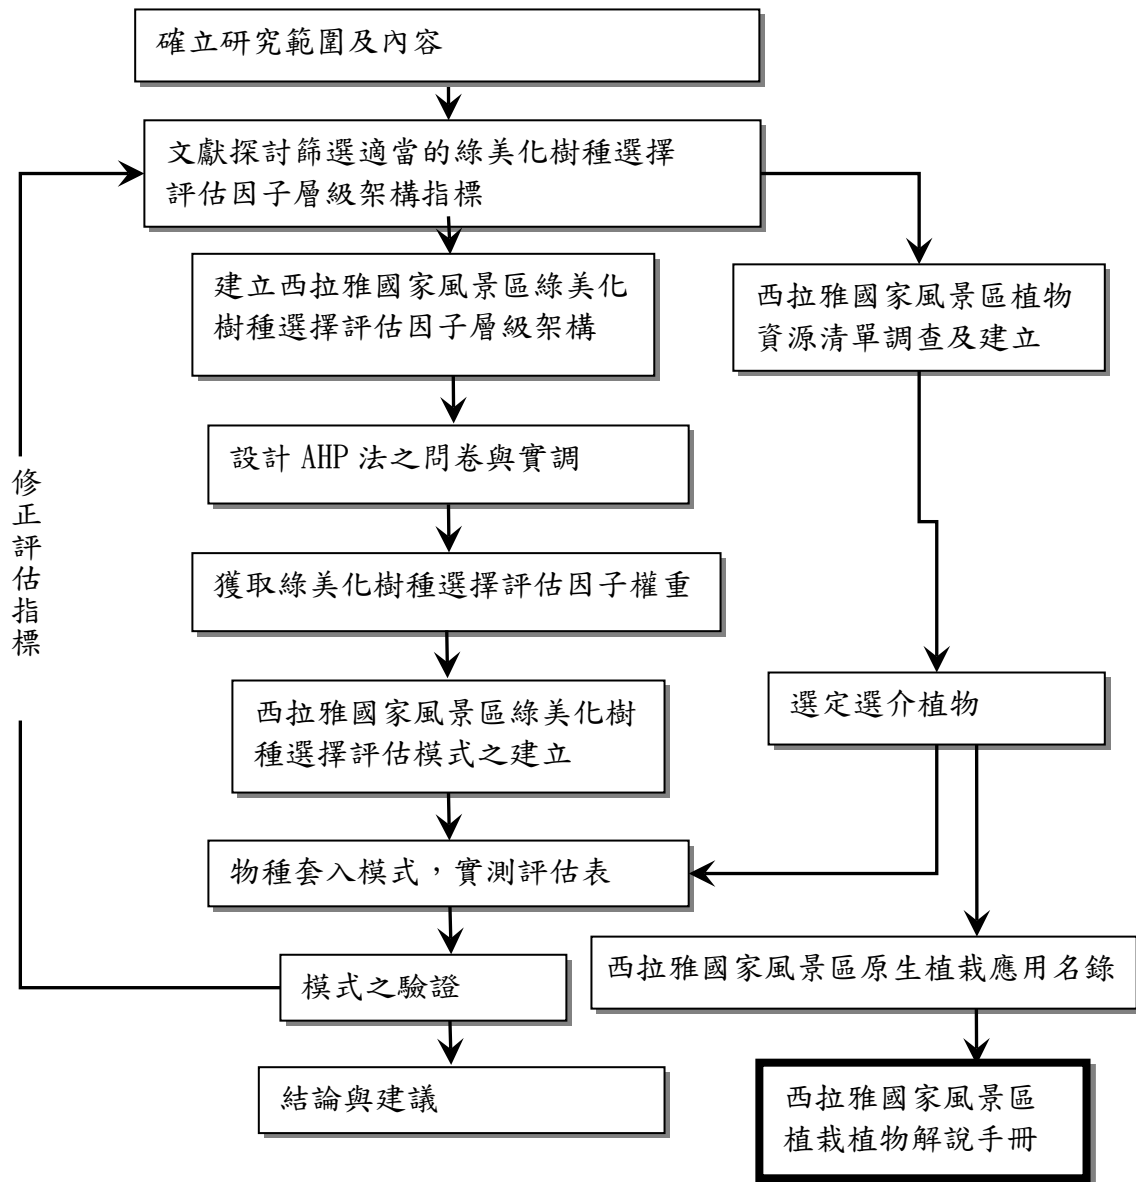 確立研究範圍及內容
文獻探討篩選適當的綠美化樹種選擇
評估因子層級架構指標
建立西拉雅國家風景區綠美化
樹種選擇評估因子層級架構
西拉雅國家風景區植物
資源清單調查及建立
設計 AHP 法之問卷與實調
修正評估指標
獲取綠美化樹種選擇評估因子權重
西拉雅國家風景區綠美化樹
種選擇評估模式之建立
選定選介植物
物種套入模式，實測評估表
模式之驗證
西拉雅國家風景區原生植栽應用名錄
結論與建議
西拉雅國家風景區
植栽植物解說手冊